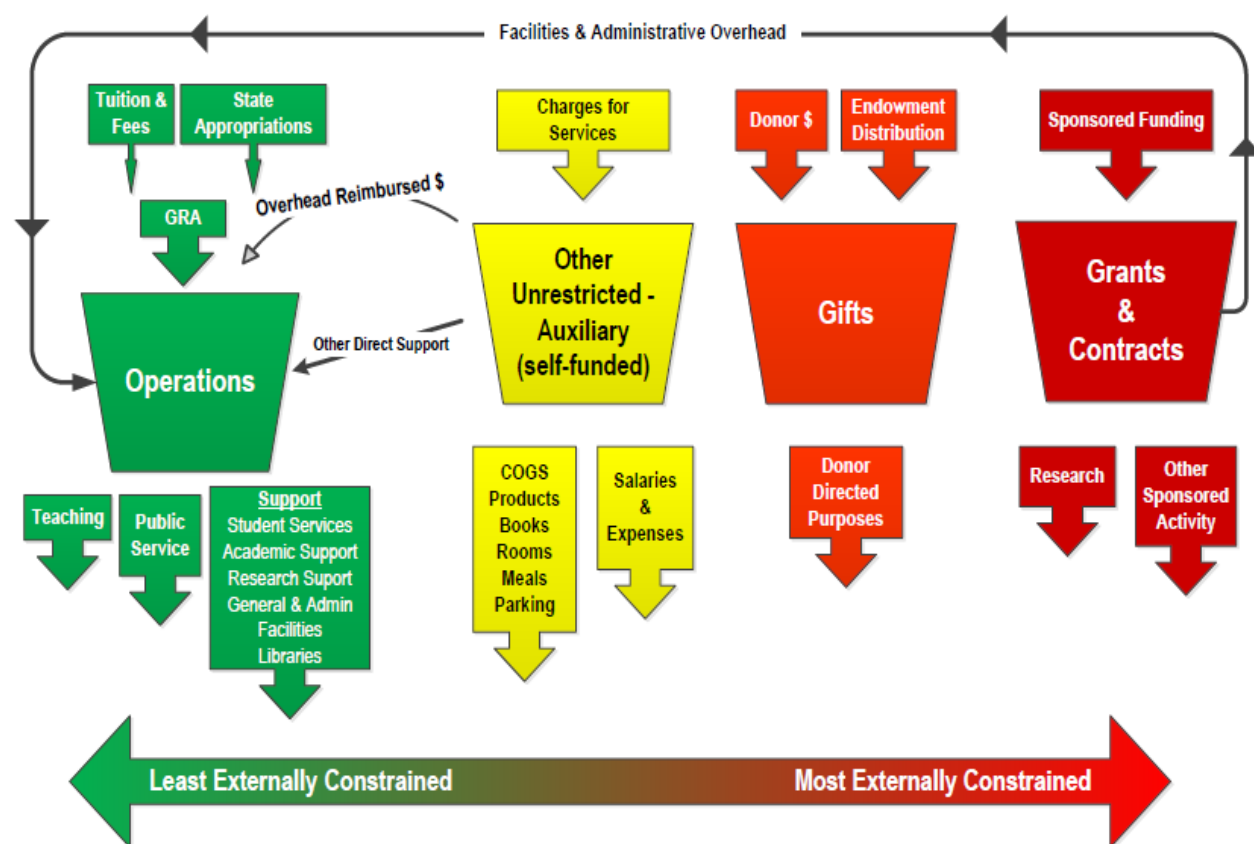 Facilities & Administrative Overhead
Tuition &
Fees
State
Appropriations
GRA
Overhead Reimbursed $
Operations
Other Direct Support
Charges for
Services
Other
Unrestricted -
Auxiliary
(self-funded)
Donor $
Endowment
Distribution
Gifts
Sponsored Funding
Grants
&
Contracts
Teaching
Public
Service
Support
Student Services
Academic Support
Research Suport
General & Admin
Facilities
Libraries
COGS
Products
Books
Rooms
Meals
Parking
Salaries
&
Expenses
Donor
Directed
Purposes
Research
Other
Sponsored
Activity
Least Externally Constrained
Most Externally Constrained